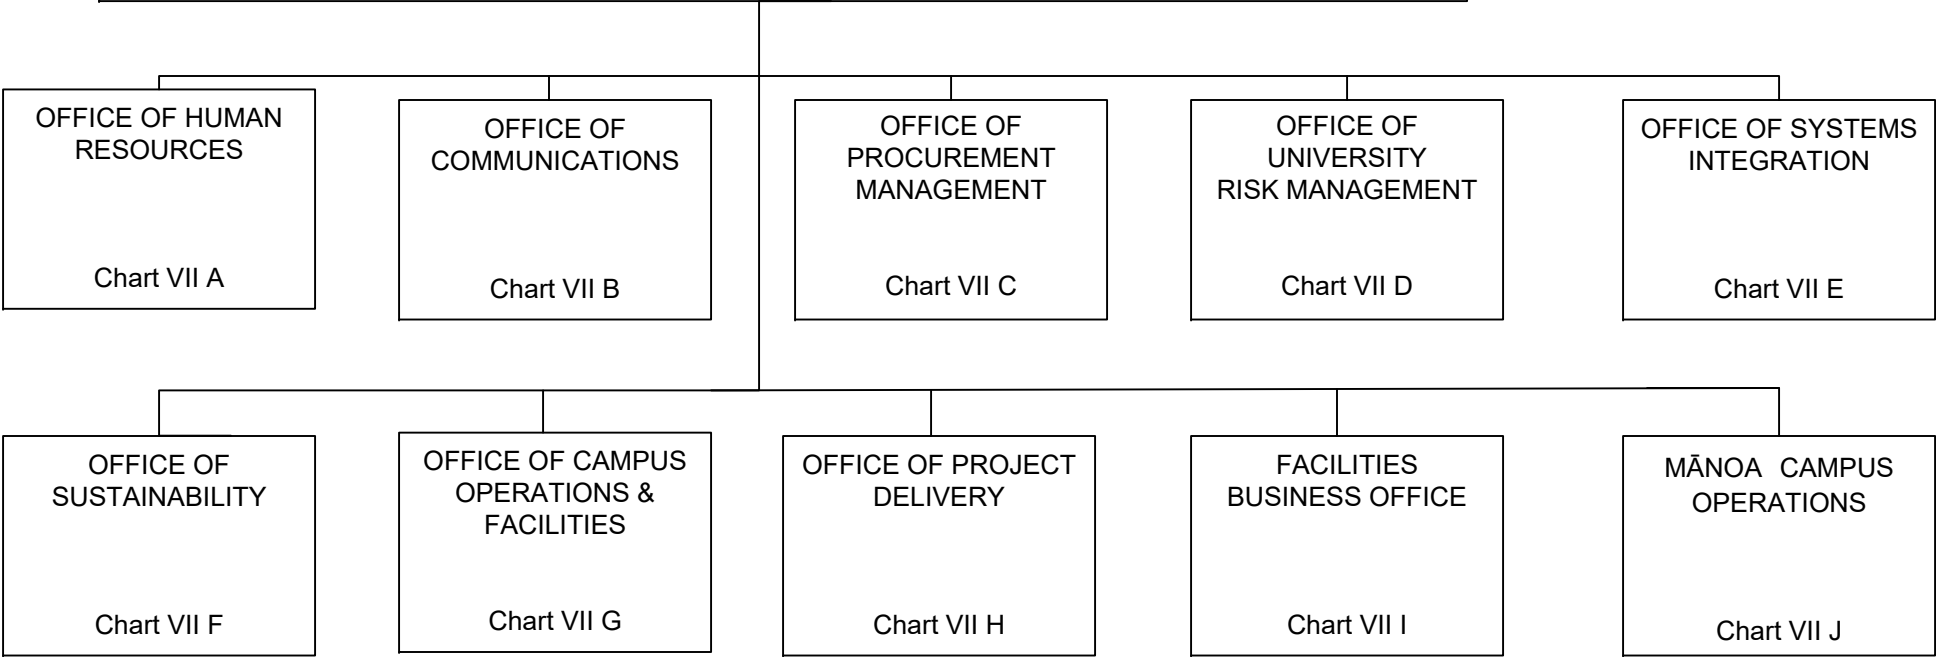 OFFICE OF HUMAN
RESOURCES
Chart VII A
OFFICE OF
COMMUNICATIONS
Chart VII B
OFFICE OF
PROCUREMENT
MANAGEMENT
Chart VII C
OFFICE OF
UNIVERSITY
RISK MANAGEMENT
Chart VII D
OFFICE OF SYSTEMS
INTEGRATION
Chart VII E
OFFICE OF
SUSTAINABILITY
Chart VII F
OFFICE OF CAMPUS
OPERATIONS &
FACILITIES
Chart VII G
OFFICE OF PROJECT
DELIVERY
Chart VII H
FACILITIES
BUSINESS OFFICE
Chart VII I
MĀNOA CAMPUS
OPERATIONS
Chart VII J